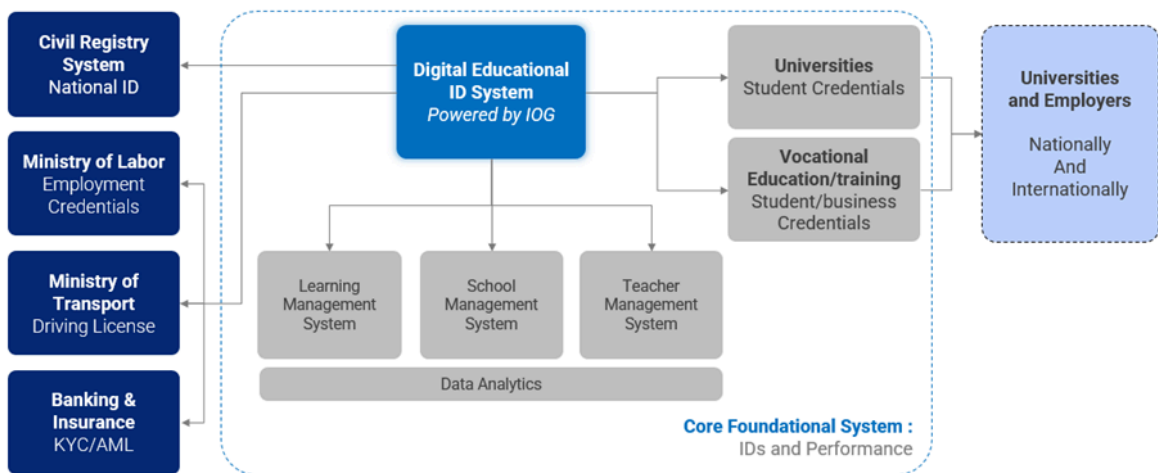 Civil Registry
System
National ID
Ministry of Labor
Employment
Credentials
Ministry of
Transport
Driving License
Banking &
Insurance
KYC/AML
Digital Educational
ID System
Powered by IOG
Learning
Management
System
School
Management
System
Teacher
Management
System
Data Analytics
Universities
Student Credentials
Vocational
Education/training
Student/business
Credentials
Core Foundational System :
IDs and Performance
Universities
and Employers
Nationally
And
Internationally